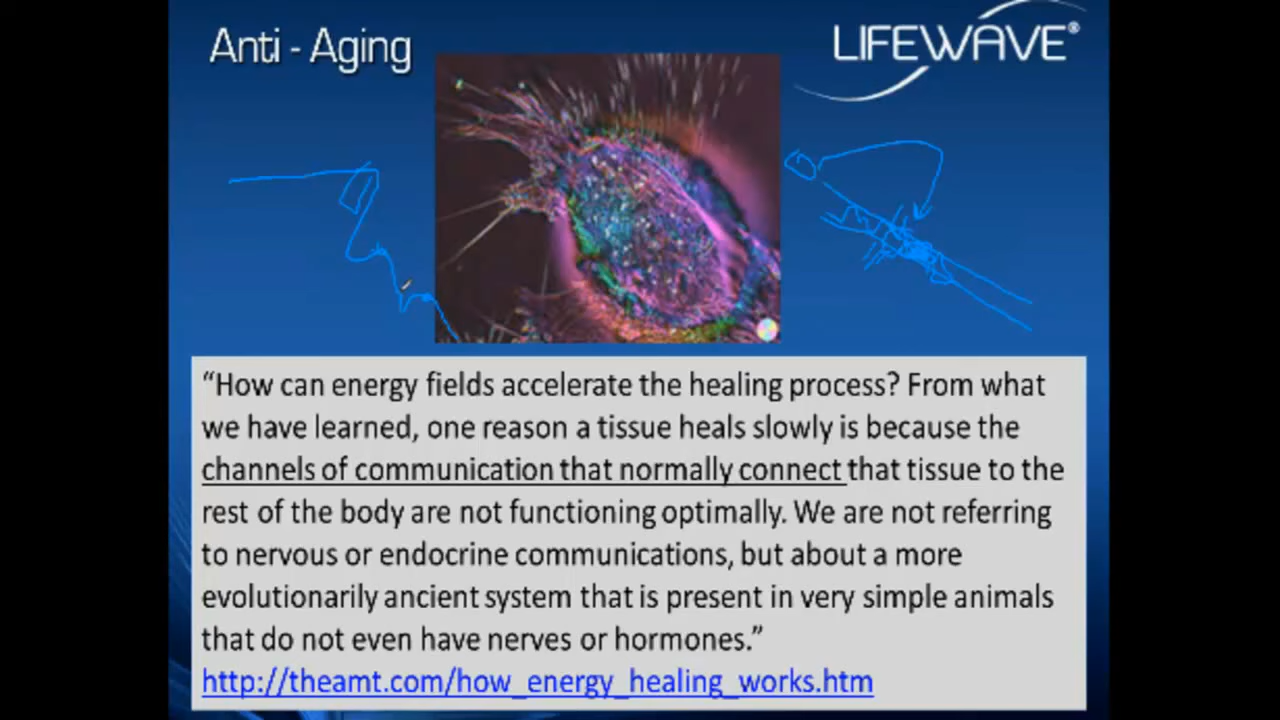 Anti - Aging
LIFEWAVE®
“How can energy fields accelerate the healing process? From what
we have learned, one reason a tissue heals slowly is because the
channels of communication that normally connect that tissue to the
rest of the body are not functioning optimally. We are not referring
to nervous or endocrine communications, but about a more
evolutionarily ancient system that is present in very simple animals
that do not even have nerves or hormones.”
http://theamt.com/how_energy_healing_works.htm